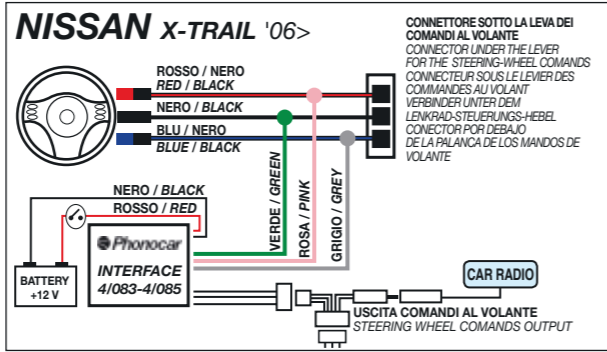 NISSAN X-TRAIL '06>
CONNETTORE SOTTO LA LEVA DEI
COMANDI AL VOLANTE
CONNECTOR UNDER THE LEVER
FOR THE STEERING-WHEEL COMANDS
CONNECTEUR SOUS LE LEVIER DES
COMMANDES AU VOLANT
VERBINDER UNTER DEM
LENKRAD-STEUERUNGS-HEBEL
CONECTOR POR DEBAJO
DE LA PALANCA DE LOS MANDOS DE
VOLANTE
ROSSO / NERO
RED / BLACK
NERO / BLACK
BLU / NERO
BLUE / BLACK
NERO / BLACK
ROSSO / RED
VERDE / GREEN
ROSA / PINK
GRIGIO / GREY
Phonocar
INTERFACE
4/083-4/085
BATTERY
+12 V
CAR RADIO
USCITA COMANDI AL VOLANTE
STEERING WHEEL COMANDS OUTPUT